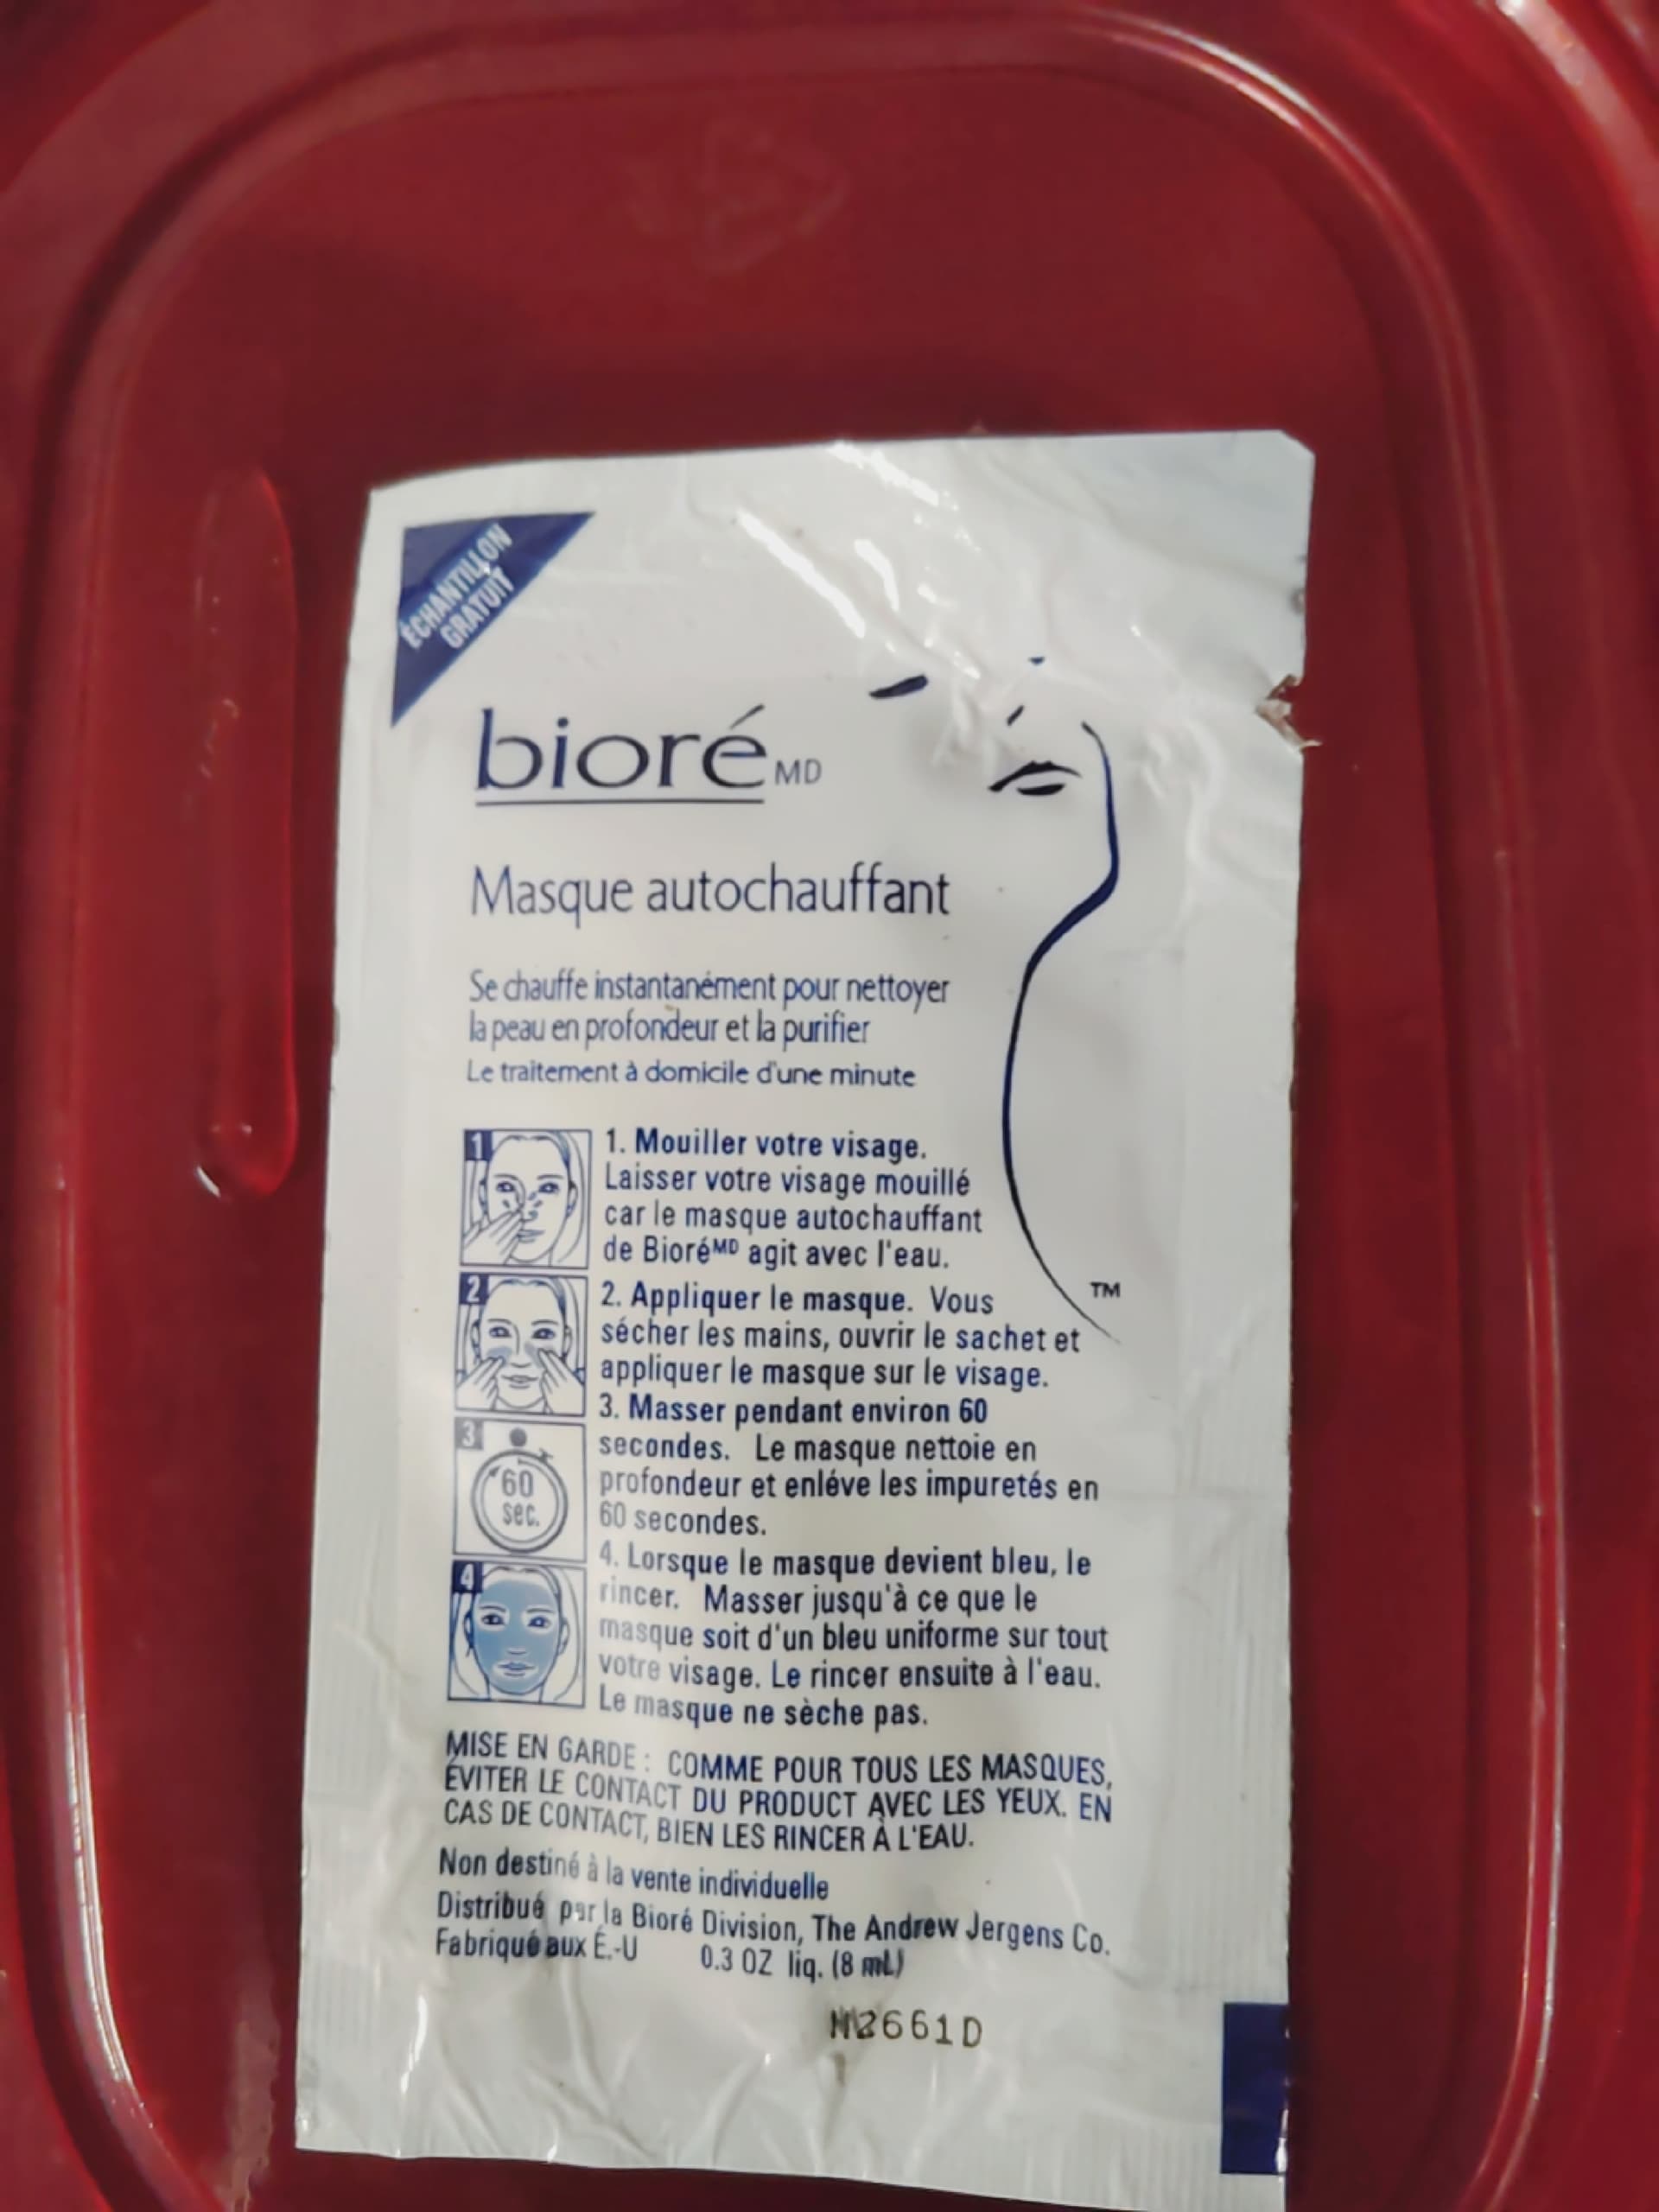 ÉCHANTILLON
GRATUIT
bioré MD
Masque autochauffant
Se chauffe instantanément pour nettoyer
la peau en profondeur et la purifier
Le traitement à domicile d'une minute
1
1. Mouiller votre visage.
Laisser votre visage mouillé
car le masque autochauffant
de Bioré MD agit avec l'eau.
TM
2
2. Appliquer le masque. Vous
sécher les mains, ouvrir le sachet et
appliquer le masque sur le visage.
3
60
sec.
3. Masser pendant environ 60
secondes. Le masque nettoie en
profondeur et enléve les impuretés en
60 secondes.
4
4. Lorsque le masque devient bleu, le
rincer. Masser jusqu'à ce que le
masque soit d'un bleu uniforme sur tout
votre visage. Le rincer ensuite à l'eau.
Le masque ne sèche pas.
MISE EN GARDE : COMME POUR TOUS LES MASQUES,
ÉVITER LE CONTACT DU PRODUCT AVEC LES YEUX. EN
CAS DE CONTACT, BIEN LES RINCER À L'EAU.
Non destiné à la vente individuelle
Distribué par la Bioré Division, The Andrew Jergens Co.
Fabriqué aux É.-U 0.3 OZ liq. (8 mL)